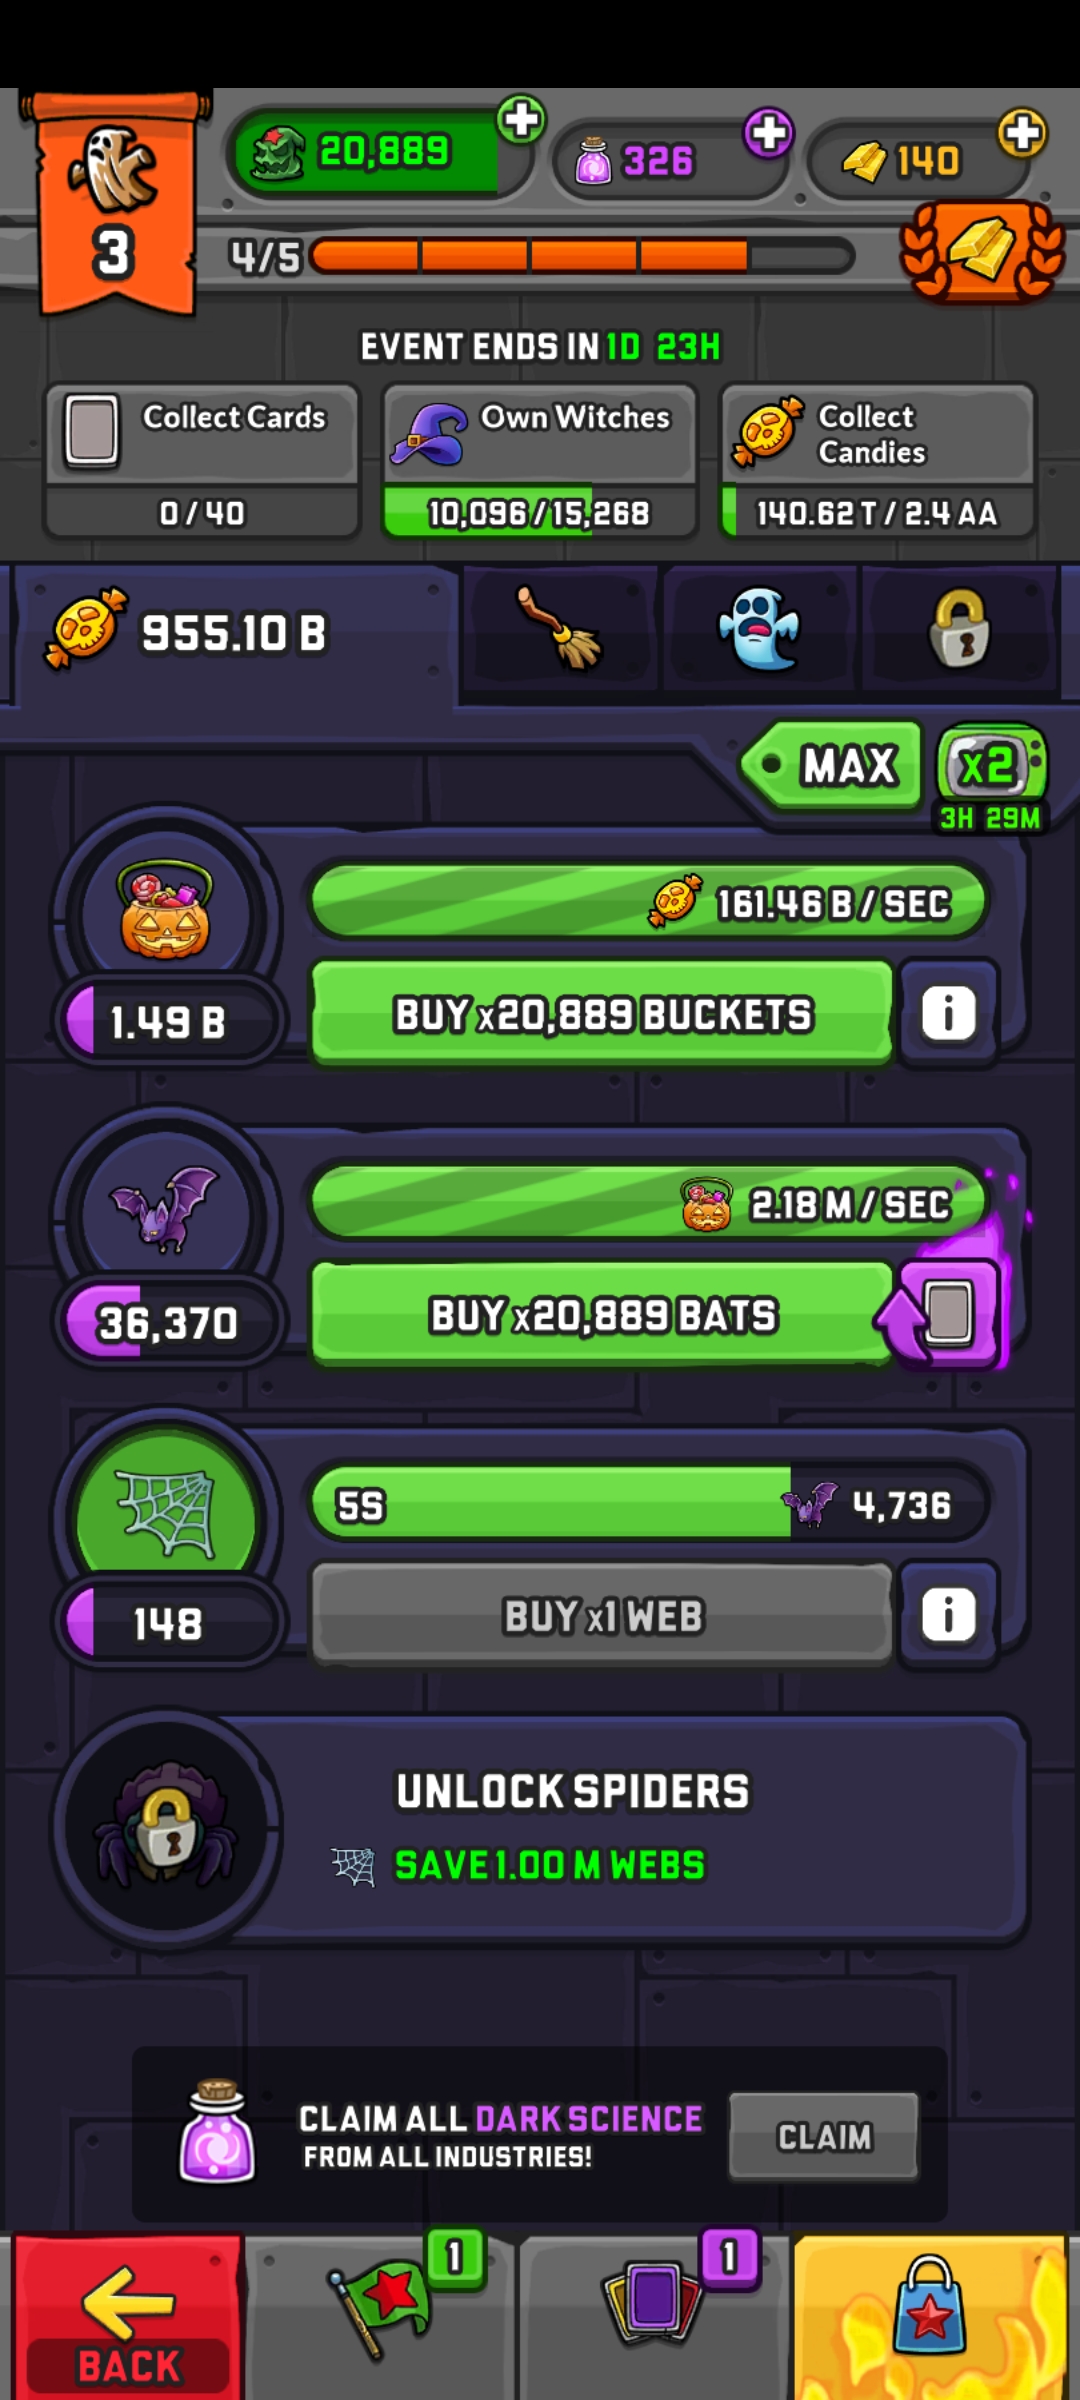 20,889
326
140
3
4/5
EVENT ENDS IN 1D 23H
Collect Cards
0/40
Own Witches
10,096/15,268
Collect
Candies
140.62T/2.4AA
955.10 B
MAX
x2
3H 29M
161.46 B/SEC
1.49 B
BUY x20,889 BUCKETS
i
2.18 M/SEC
36,370
BUY x20,889 BATS
5S
4,736
148
BUY x1 WEB
i
UNLOCK SPIDERS
SAVE 1.00 M WEBS
CLAIM ALL DARK SCIENCE
FROM ALL INDUSTRIES!
CLAIM
1
1
BACK